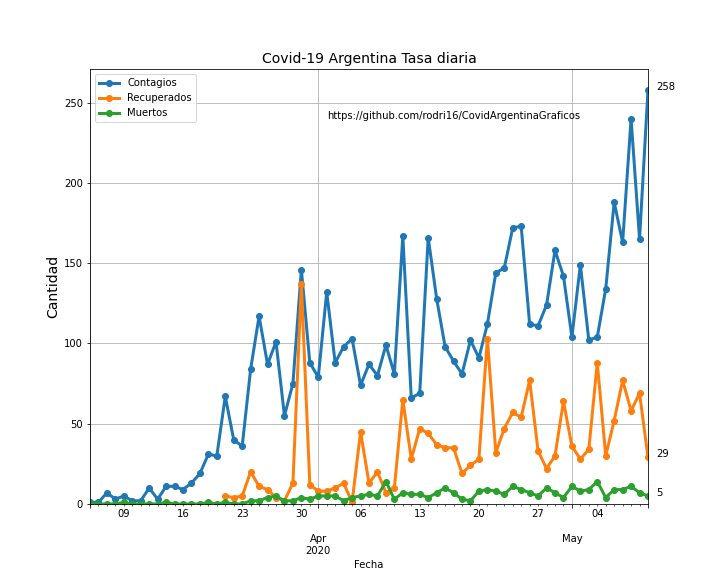 Covid-19 Argentina Tasa diaria
Contagios
Recuperados
Muertos
https://github.com/rodri16/CovidArgentinaGraficos
258
29
5
Cantidad
250
200
150
100
50
0
09 16 23 30 06 13 20 27 04
Apr May
2020
Fecha